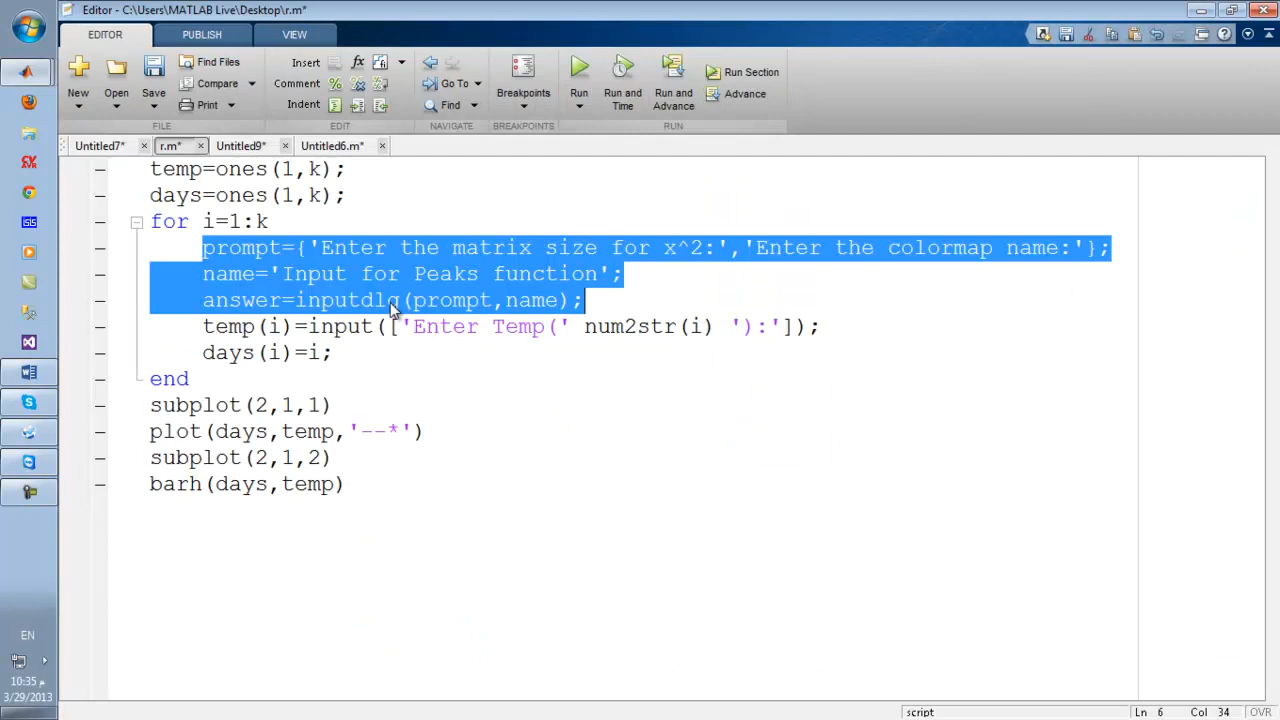 Editor - C:\Users\MATLAB Live\Desktop\r.m*
EDITOR
PUBLISH
VIEW
New
Open
Save
Find Files
Compare
Print
FILE
Insert
fx
Comment
Indent
EDIT
Go To
Find
NAVIGATE
Breakpoints
BREAKPOINTS
Run
Run and Time
Run and Advance
Run Section
Advance
RUN
Untitled7*
r.m*
Untitled9*
Untitled6.m*
temp=ones(1,k);
days=ones(1,k);
for i=1:k
prompt={'Enter the matrix size for x^2:','Enter the colormap name:'};
name='Input for Peaks function';
answer=inputdlg(prompt,name);
temp(i)=input(['Enter Temp(' num2str(i) '):']);
days(i)=i;
end
subplot(2,1,1)
plot(days,temp,'--*')
subplot(2,1,2)
barh(days,temp)
EN
10:35 م
3/29/2013
script
Ln 6 Col 34 OVR